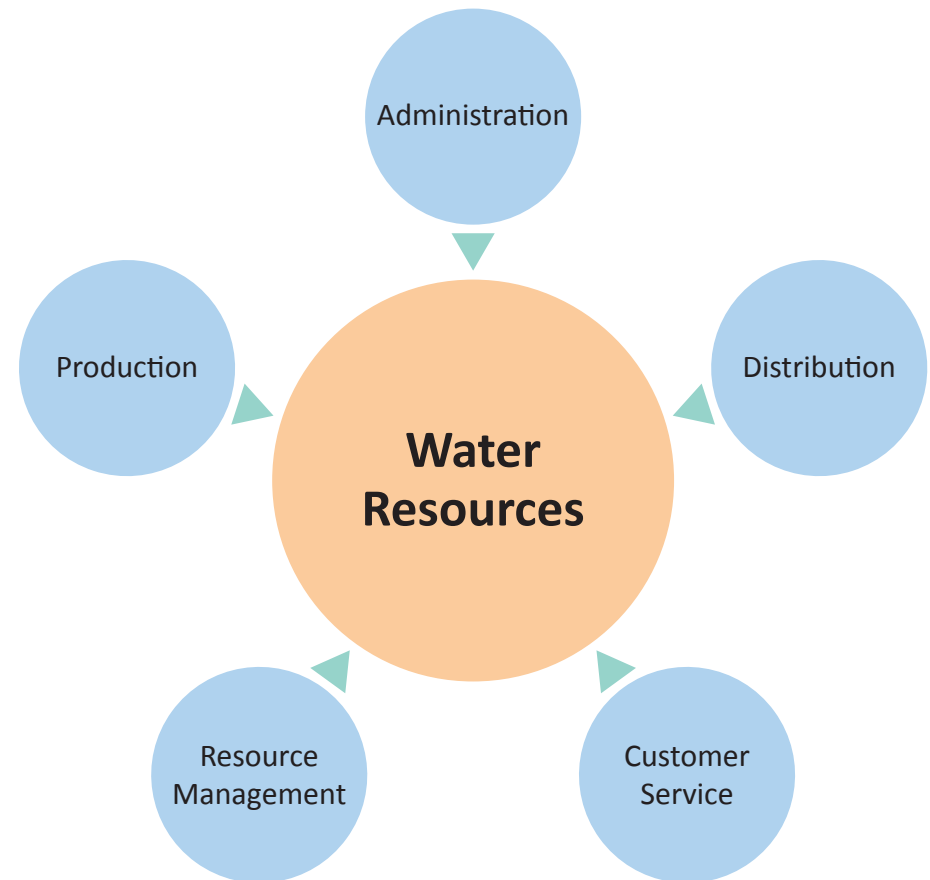 Administration
Production
Distribution
Water
Resources
Resource
Management
Customer
Service